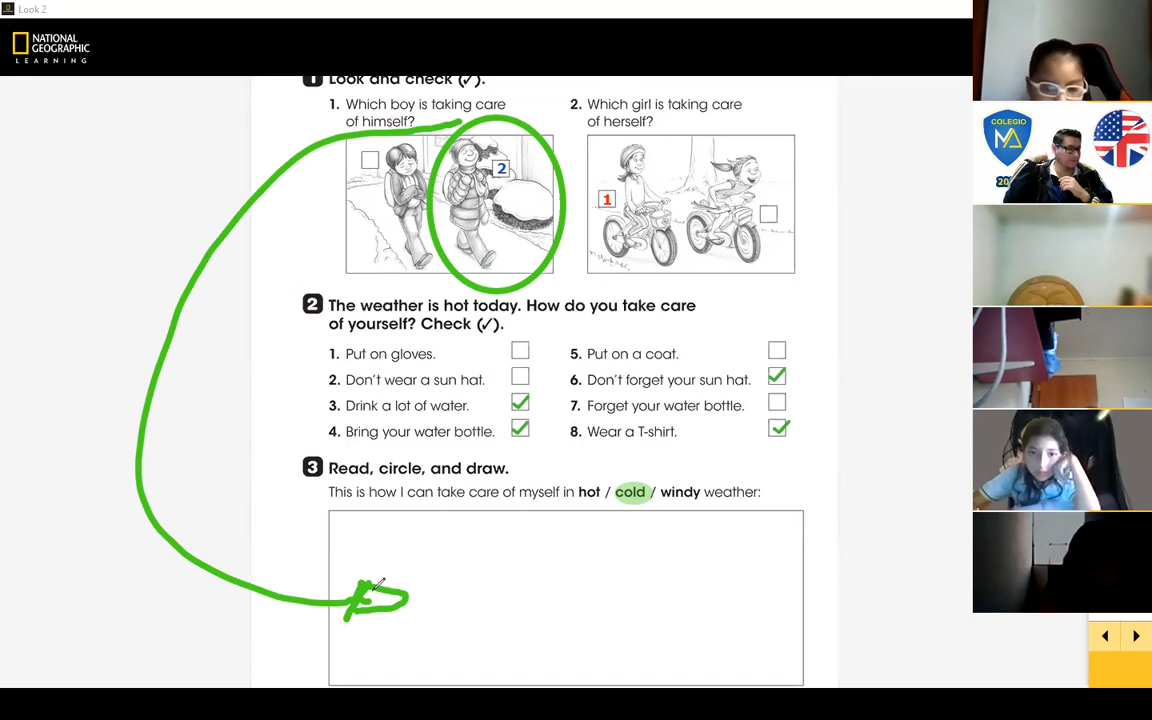 Look 2
NATIONAL
GEOGRAPHIC
LEARNING
1 Look and check (✓).
1. Which boy is taking care
of himself?
2
2. Which girl is taking care
of herself?
1
2 The weather is hot today. How do you take care
of yourself? Check (✓).
1. Put on gloves.
2. Don't wear a sun hat.
3. Drink a lot of water.
4. Bring your water bottle.
5. Put on a coat.
6. Don't forget your sun hat.
7. Forget your water bottle.
8. Wear a T-shirt.
3 Read, circle, and draw.
This is how I can take care of myself in hot / cold / windy weather:
COLEGIO